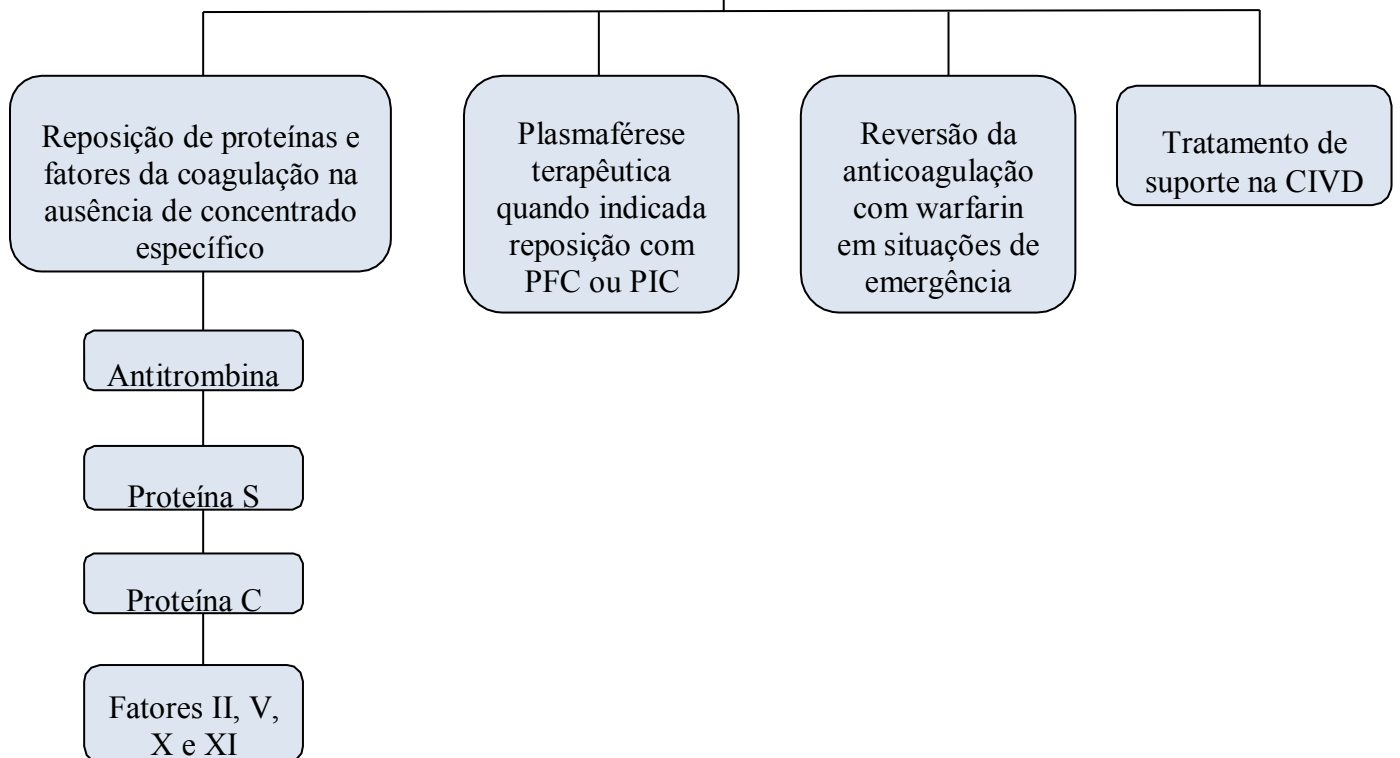 Reposição de proteínas e
fatores da coagulação na
ausência de concentrado
específico
Plasmaférese
terapêutica
quando indicada
reposição com
PFC ou PIC
Reversão da
anticoagulação
com warfarin
em situações de
emergência
Tratamento de
suporte na CIVD
Antitrombina
Proteína S
Proteína C
Fatores II, V,
X e XI